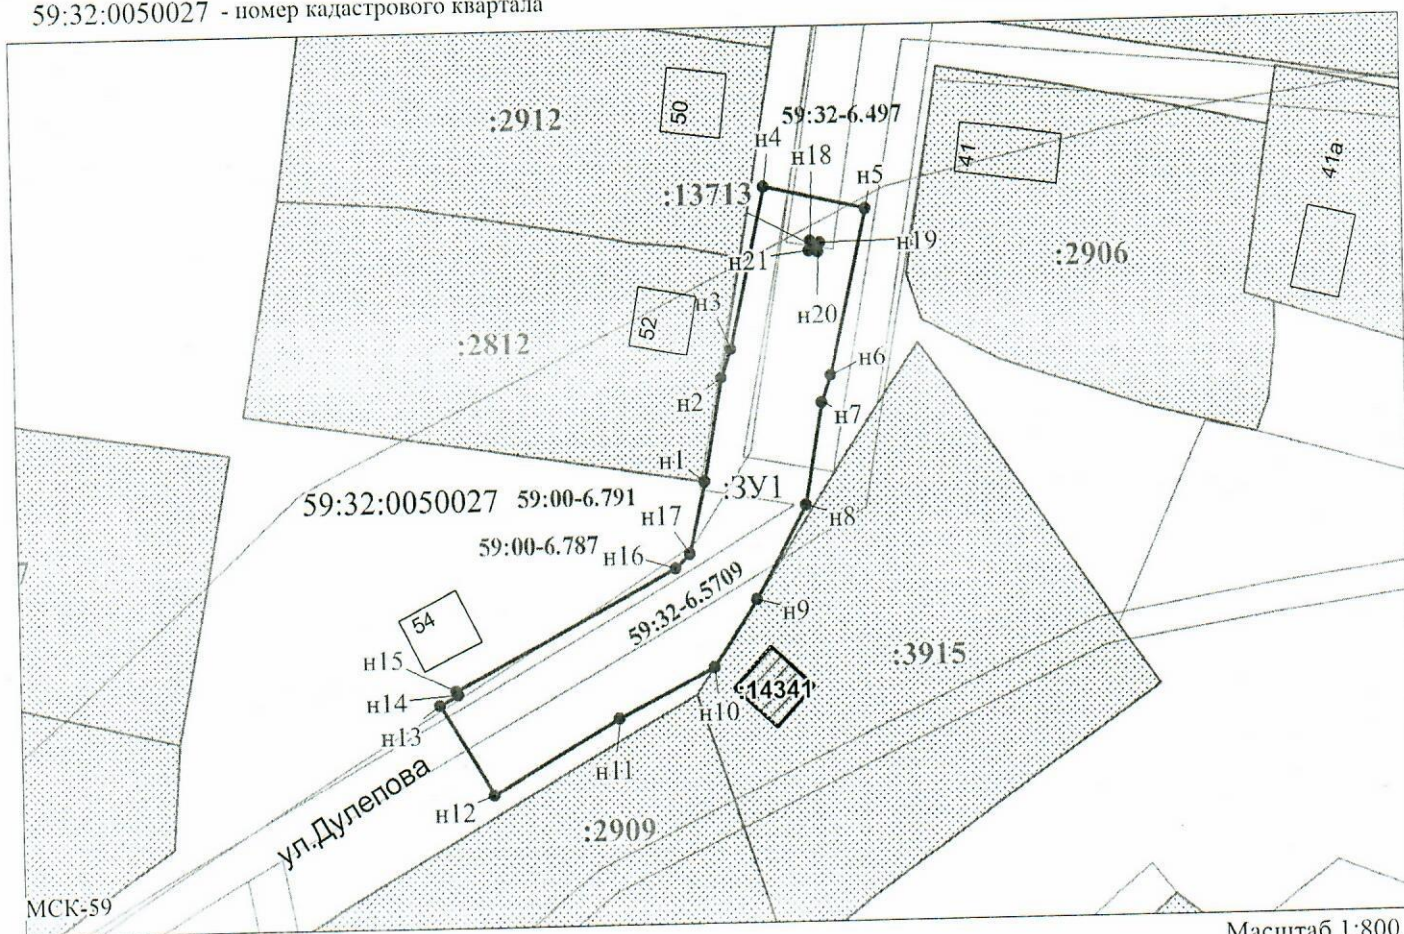 59:32:0050027 - номер кадастрового квартала
:2912
50
59:32-6.497
н4
н18
41
41а
:13713
н5
н19
н21
:2906
н3
н20
52
:2812
н6
н2
н7
н1
:ЗУ1
59:32:0050027
59:00-6.791
н8
н17
59:00-6.787
н16
59:32-6.5709
н9
54
:3915
н15
:14341
н14
н10
н13
н11
н12
ул.Дулепова
:2909
МСК-59
Масштаб 1:800